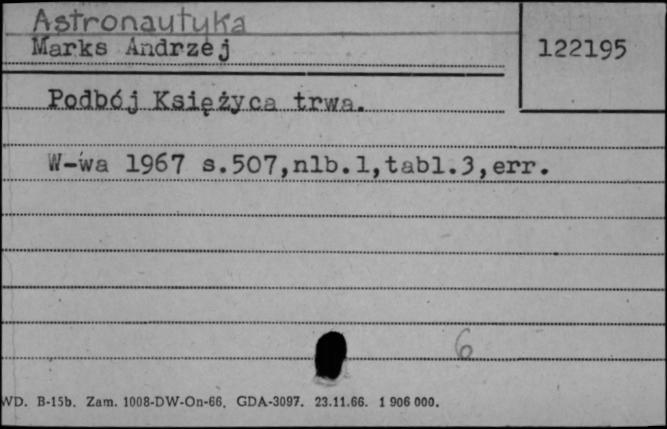 Astronautyka
Marks Andrzej
122195
Podbój Księżyca trwa.
W-wa 1967 s.507,nlb.1,tabl.3,err.
6
WD. B-15b. Zam. 1008-DW-On-66. GDA-3097. 23.11.66. 1 906 000.